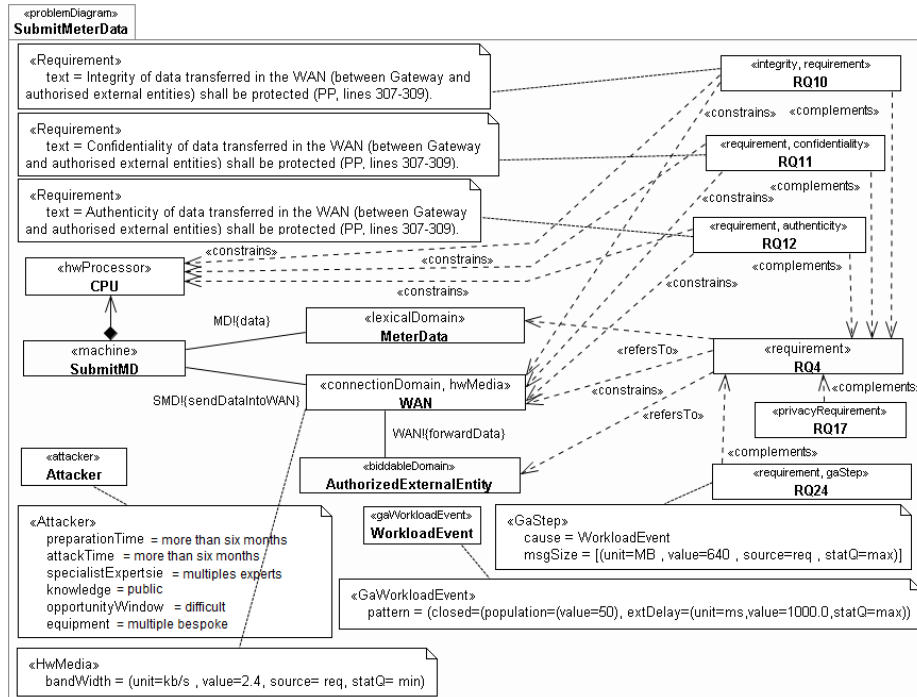 «problemDiagram»
SubmitMeterData
«Requirement»
text = Integrity of data transferred in the WAN (between Gateway and
authorised external entities) shall be protected (PP, lines 307-309).
«integrity, requirement»
RQ10
«constrains»
«complements»
«Requirement»
text = Confidentiality of data transferred in the WAN (between Gateway
and authorised external entities) shall be protected (PP, lines 307-309).
«requirement, confidentiality»
RQ11
«complements»
«constrains»
«Requirement»
text = Authenticity of data transferred in the WAN (between Gateway
and authorised external entities) shall be protected (PP, lines 307-309).
«requirement, authenticity»
RQ12
«constrains»
«constrains»
«complements»
«hwProcessor»
CPU
«constrains»
MD!{data}
«lexicalDomain»
MeterData
«machine»
SubmitMD
«refersTo»
«requirement»
RQ4
SMD!{sendDataIntoWAN}
«connectionDomain, hwMedia»
WAN
«constrains»
«complements»
«refersTo»
«privacyRequirement»
RQ17
WAN!{forwardData}
«complements»
«attacker»
Attacker
«biddableDomain»
AuthorizedExternalEntity
«requirement, gaStep»
RQ24
«Attacker»
preparationTime = more than six months
attackTime = more than six months
specialistExpertsie = multiples experts
knowledge = public
opportunityWindow = difficult
equipment = multiple bespoke
«gaWorkloadEvent»
WorkloadEvent
«GaStep»
cause = WorkloadEvent
msgSize = [(unit=MB , value=640 , source=req , statQ=max)]
«GaWorkloadEvent»
pattern = (closed=(population=(value=50), extDelay=(unit=ms,value=1000.0,statQ=max))
«HwMedia»
bandWidth = (unit=kb/s , value=2.4, source= req, statQ= min)